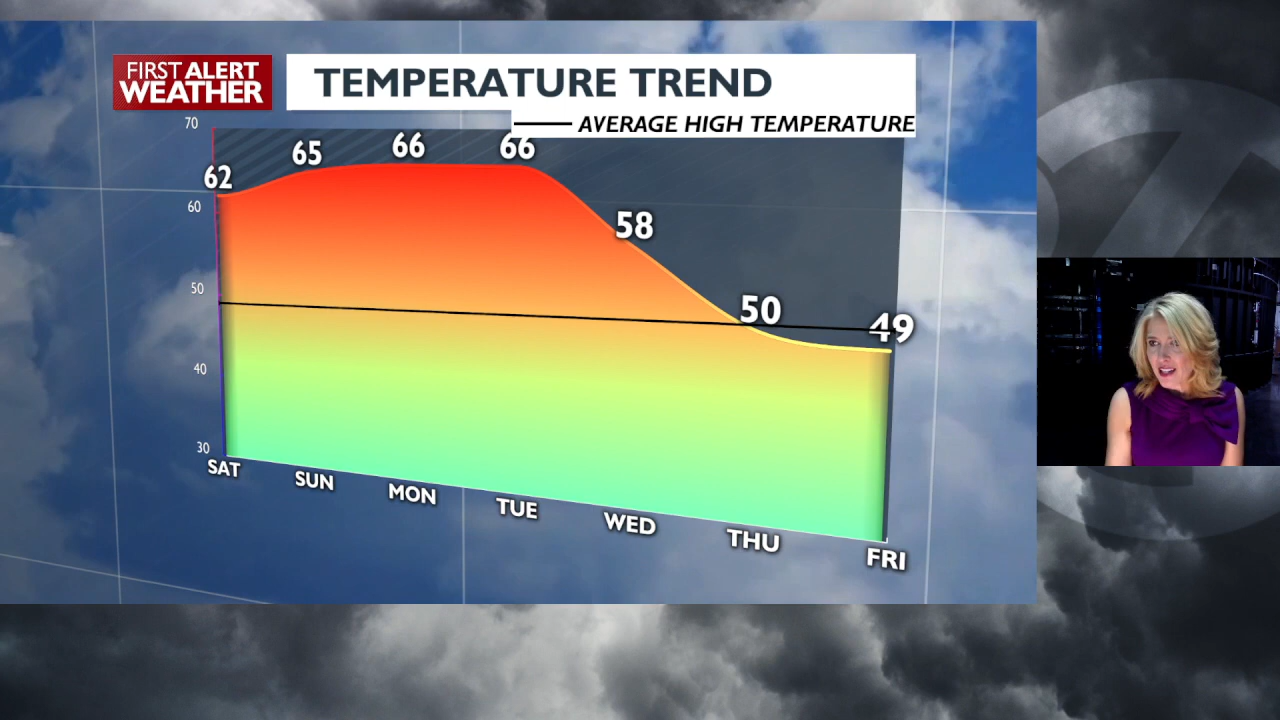 FIRST ALERT
WEATHER
TEMPERATURE TREND
AVERAGE HIGH TEMPERATURE
70
62
65
66
66
60
58
50
50
49
40
30
SAT
SUN
MON
TUE
WED
THU
FRI